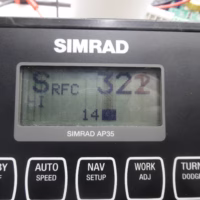 SIMRAD
S RFC 322
14
SIMRAD AP35
AUTO NAV WORK TURN
SPEED SETUP ADJ DODGE